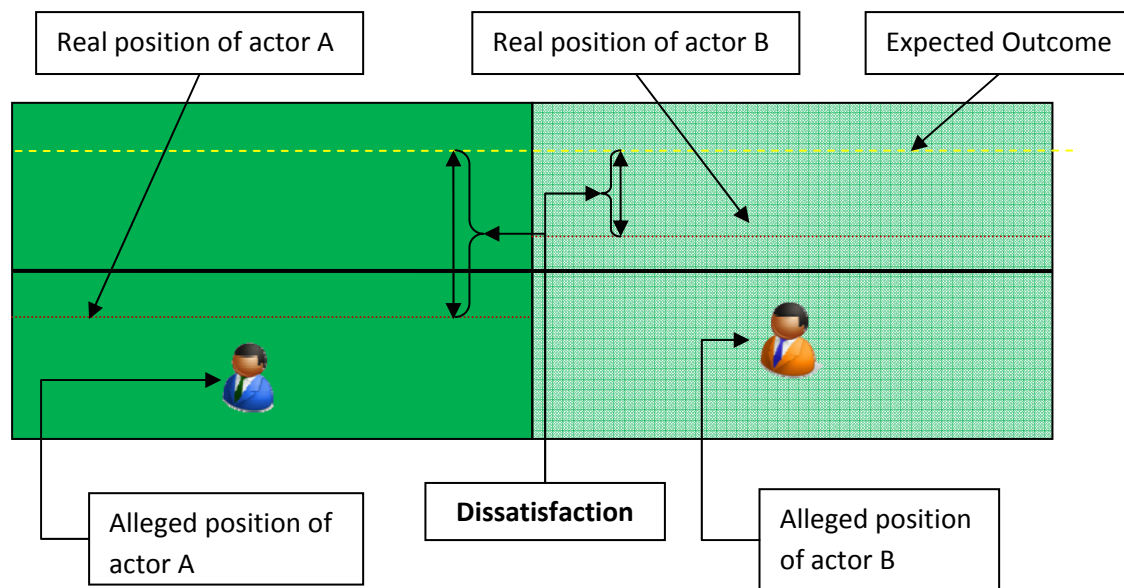 Real position of actor A
Real position of actor B
Expected Outcome
Dissatisfaction
Alleged position of
actor A
Alleged position
of actor B